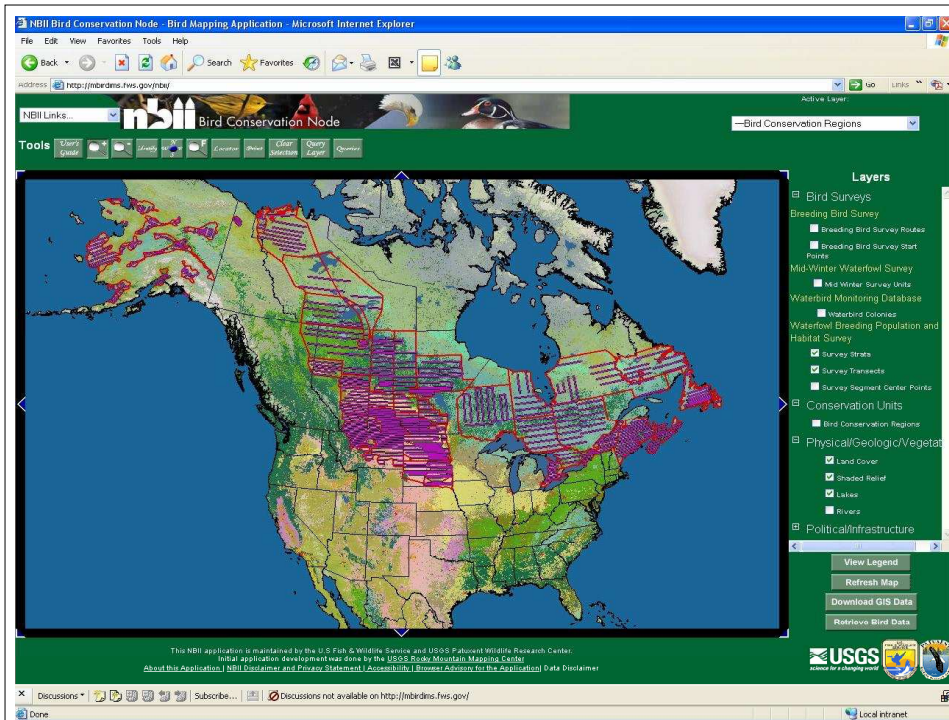 NBII Bird Conservation Node - Bird Mapping Application - Microsoft Internet Explorer
File Edit View Favorites Tools Help
Back Search Favorites
Address http://mbirdims.fws.gov/nbii/ Go Links
NBII Links...
nbii Bird Conservation Node
Active Layer:
—Bird Conservation Regions
Tools User's Guide Identify Locator Print Clear Selection Query Layer Queries
Layers
Bird Surveys
Breeding Bird Survey
Breeding Bird Survey Routes
Breeding Bird Survey Start Points
Mid-Winter Waterfowl Survey
Mid Winter Survey Units
Waterbird Monitoring Database
Waterbird Colonies
Waterfowl Breeding Population and Habitat Survey
Survey Strata
Survey Transects
Survey Segment Center Points
Conservation Units
Bird Conservation Regions
Physical/Geologic/Vegetat
Land Cover
Shaded Relief
Lakes
Rivers
Political/Infrastructure
View Legend
Refresh Map
Download GIS Data
Retrieve Bird Data
This NBII application is maintained by the U.S Fish & Wildlife Service and USGS Patuxent Wildlife Research Center.
Initial application development was done by the USGS Rocky Mountain Mapping Center
About this Application | NBII Disclaimer and Privacy Statement | Accessibility | Browser Advisory for the Application| Data Disclaimer
USGS
science for a changing world
Discussions Subscribe... Discussions not available on http://mbirdims.fws.gov/
Done Local intranet